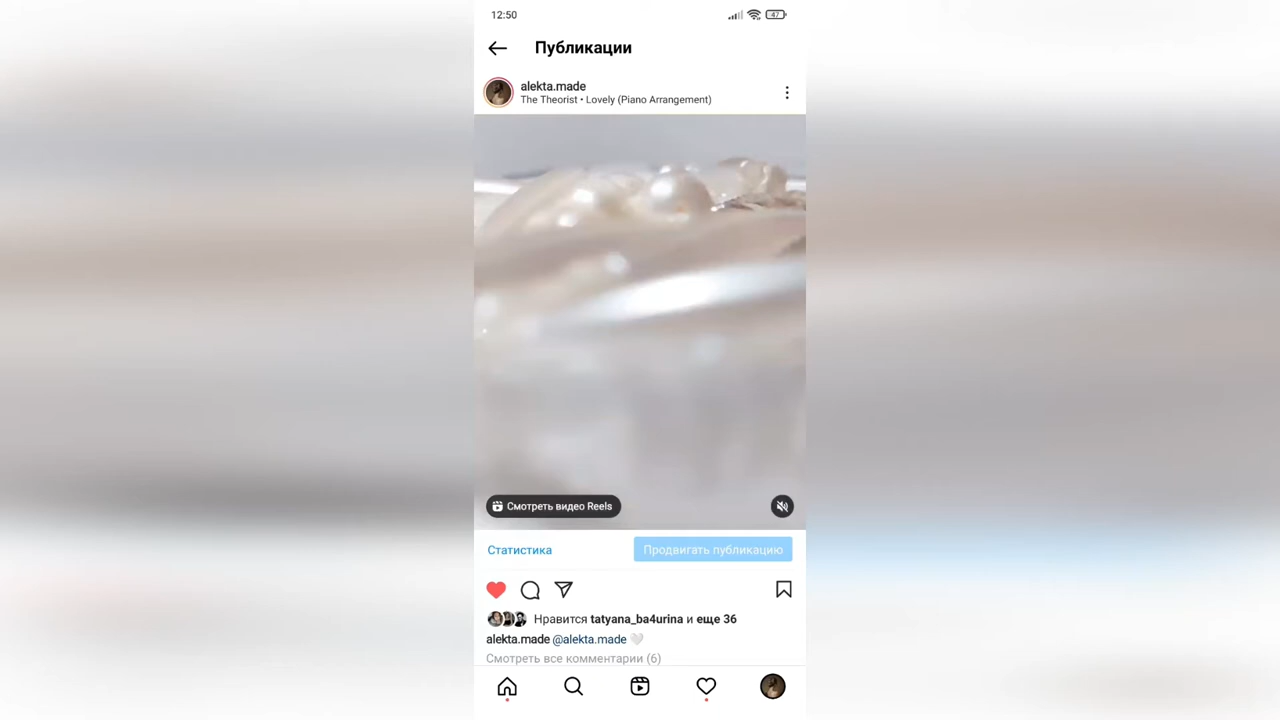 12:50
47
Публикации
alekta.made
The Theorist • Lovely (Piano Arrangement)
Смотреть видео Reels
Статистика
Продвигать публикацию
Нравится tatyana_ba4urina и еще 36
alekta.made @alekta.made 🤍
Смотреть все комментарии (6)